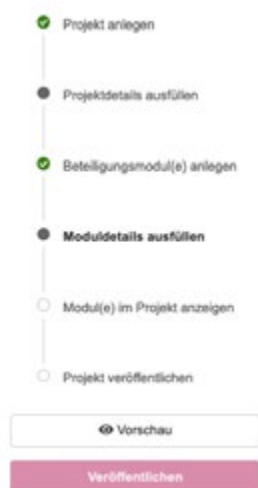 Projekt anlegen
Projektdetails ausfüllen
Beteiligungsmodul(e) anlegen
Moduldetails ausfüllen
Modul(e) im Projekt anzeigen
Projekt veröffentlichen
Vorschau
Veröffentlichen